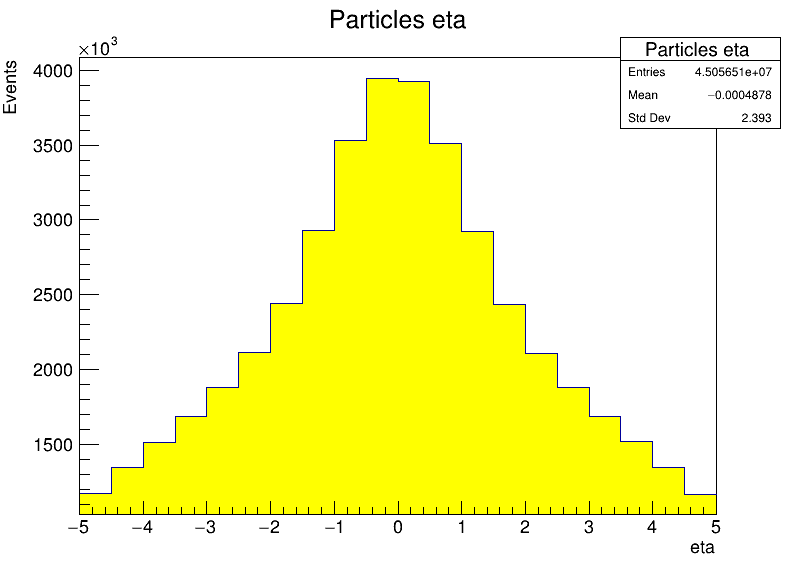 Particles eta
×10³
Events
4000
3500
3000
2500
2000
1500
−5 −4 −3 −2 −1 0 1 2 3 4 5
eta
Particles eta
Entries 4.505651e+07
Mean −0.0004878
Std Dev 2.393